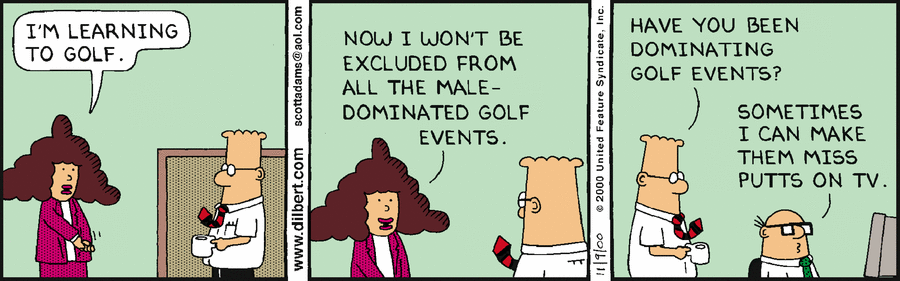 I'M LEARNING
TO GOLF.
www.dilbert.com scottadams@aol.com
NOW I WON'T BE
EXCLUDED FROM
ALL THE MALE-
DOMINATED GOLF
EVENTS.
11/9/00 © 2000 United Feature Syndicate, Inc.
HAVE YOU BEEN
DOMINATING
GOLF EVENTS?
SOMETIMES
I CAN MAKE
THEM MISS
PUTTS ON TV.